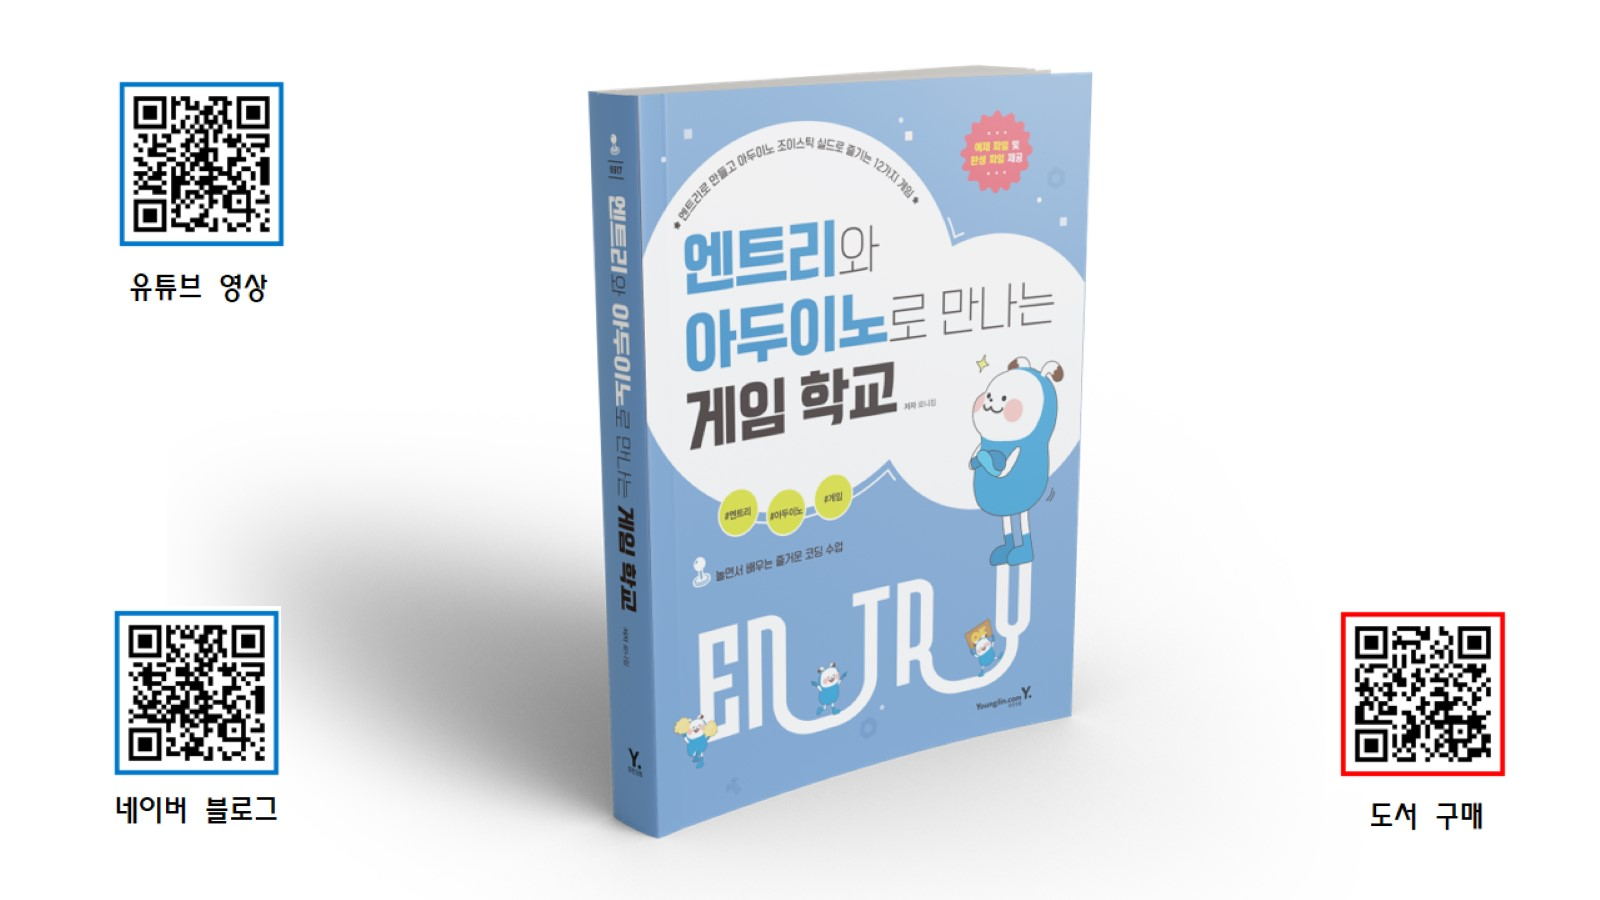 유튜브 영상
네이버 블로그
엔트리와 아두이노로 만나는 게임 학교
Y.
예제 파일 및
완성 파일 제공
* 엔트리로 만들고 아두이노 조이스틱 실드로 즐기는 12가지 게임 *
엔트리와
아두이노로 만나는
게임 학교
저자
#엔트리
#아두이노
#게임
놀면서 배우는 즐거운 코딩 수업
ENTRY
Youngjin.com Y.
도서 구매